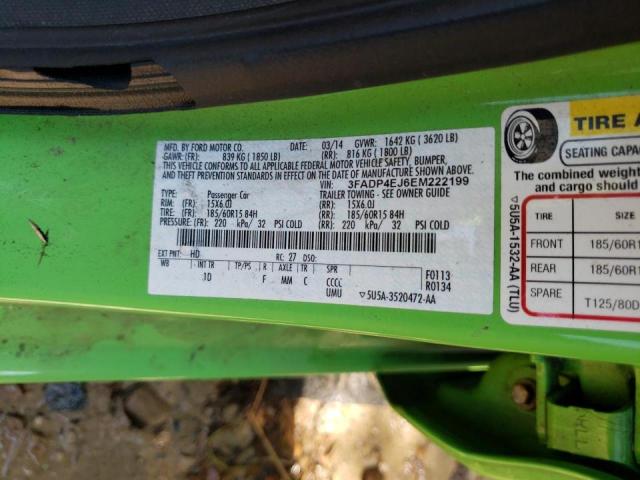 MFD. BY FORD MOTOR CO. DATE: 03/14 GVWR: 1642 KG ( 3620 LB)
GAWR: (FR): 839 KG ( 1850 LB) (RR): 816 KG ( 1800 LB)
THIS VEHICLE CONFORMS TO ALL APPLICABLE FEDERAL MOTOR VEHICLE SAFETY, BUMPER,
AND THEFT PREVENTION STANDARDS IN EFFECT ON THE DATE OF MANUFACTURE SHOWN ABOVE.
VIN: 3FADP4EJ6EM222199
TYPE: Passenger Car TRAILER TOWING - SEE OWNER GUIDE
RIM: (FR): 15X6.0J (RR): 15X6.0J
TIRE: (FR): 185/60R15 84H (RR): 185/60R15 84H
PRESSURE: (FR): 220 kPa/ 32 PSI COLD (RR): 220 kPa/ 32 PSI COLD
EXT PNT: HD RC: 27 DSO:
WB INT TR TP/PS R AXLE TR SPR
F0113
JD F MM C CCCC
R0134
UMU
▽5U5A-3520472-AA
▽5U5A-1532-AA (TLU)
TIRE A
SEATING CAPACIT
The combined weight
and cargo should
TIRE SIZE
FRONT 185/60R1
REAR 185/60R1
SPARE T125/80D